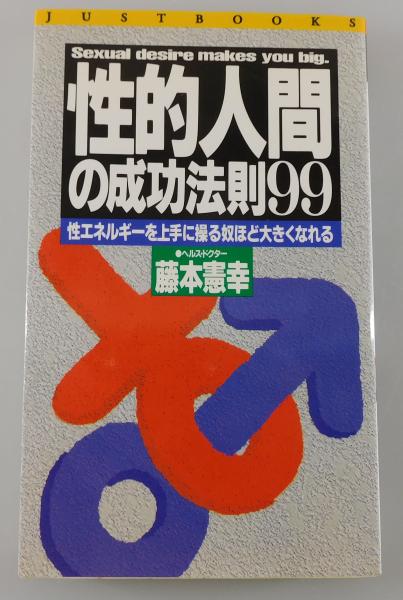 JUSTBOOKS
Sexual desire makes you big.
性的人間
の成功法則99
性エネルギーを上手に操る奴ほど大きくなれる
●ヘルス・ドクター
藤本憲幸